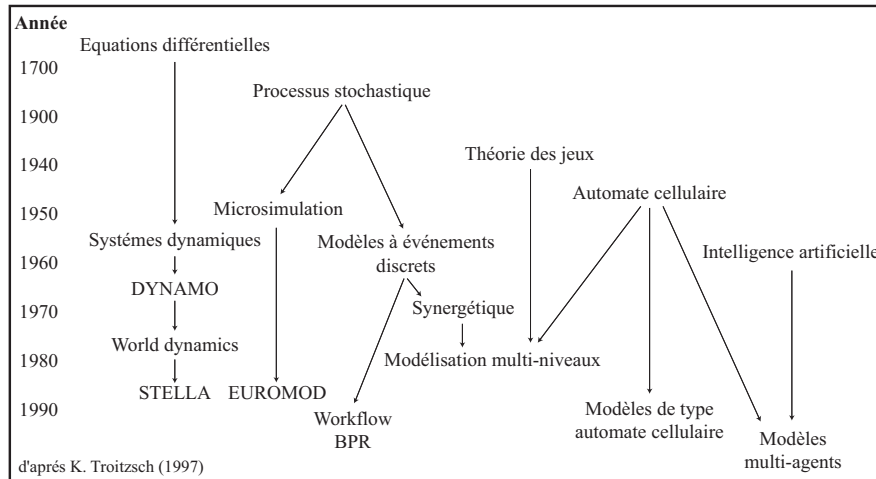 Année
Equations différentielles
1700
Processus stochastique
1900
Théorie des jeux
1940
Automate cellulaire
Microsimulation
1950
Systémes dynamiques
Modèles à événements
discrets
Intelligence artificielle
1960
DYNAMO
Synergétique
1970
World dynamics
Modélisation multi-niveaux
1980
STELLA
EUROMOD
1990
Workflow
BPR
Modèles de type
automate cellulaire
Modèles
multi-agents
d'aprés K. Troitzsch (1997)